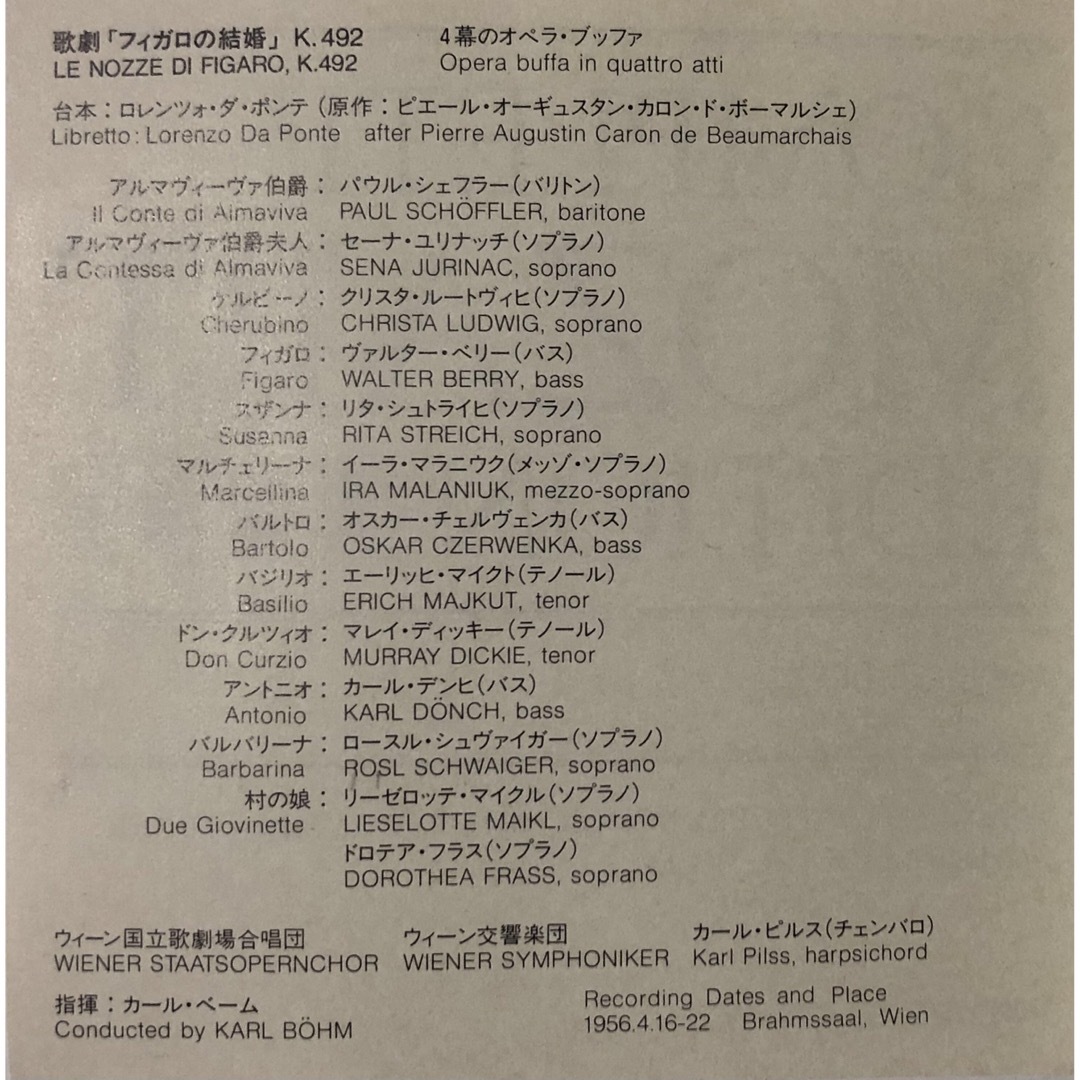 歌劇「フィガロの結婚」 K.492　4幕のオペラ・ブッファ
LE NOZZE DI FIGARO, K.492　Opera buffa in quattro atti
台本：ロレンツォ・ダ・ポンテ（原作：ピエール・オーギュスタン・カロン・ド・ボーマルシェ）
Libretto: Lorenzo Da Ponte after Pierre Augustin Caron de Beaumarchais
アルマヴィーヴァ伯爵：パウル・シェフラー（バリトン）
Il Conte di Almaviva PAUL SCHÖFFLER, baritone
アルマヴィーヴァ伯爵夫人：セーナ・ユリナッチ（ソプラノ）
La Contessa di Almaviva SENA JURINAC, soprano
ケルビーノ：クリスタ・ルートヴィヒ（ソプラノ）
Cherubino CHRISTA LUDWIG, soprano
フィガロ：ヴァルター・ベリー（バス）
Figaro WALTER BERRY, bass
スザンナ：リタ・シュトライヒ（ソプラノ）
Susanna RITA STREICH, soprano
マルチェリーナ：イーラ・マラニウク（メッゾ・ソプラノ）
Marcellina IRA MALANIUK, mezzo-soprano
バルトロ：オスカー・チェルヴェンカ（バス）
Bartolo OSKAR CZERWENKA, bass
バジリオ：エーリッヒ・マイクト（テノール）
Basilio ERICH MAJKUT, tenor
ドン・クルツィオ：マレイ・ディッキー（テノール）
Don Curzio MURRAY DICKIE, tenor
アントニオ：カール・デンヒ（バス）
Antonio KARL DÖNCH, bass
バルバリーナ：ロースル・シュヴァイガー（ソプラノ）
Barbarina ROSL SCHWAIGER, soprano
村の娘：リーゼロッテ・マイクル（ソプラノ）
Due Giovinette LIESELOTTE MAIKL, soprano
ドロテア・フラス（ソプラノ）
DOROTHEA FRASS, soprano
ウィーン国立歌劇場合唱団　ウィーン交響楽団　カール・ピルス（チェンバロ）
WIENER STAATSOPERNCHOR WIENER SYMPHONIKER Karl Pilss, harpsichord
指揮：カール・ベーム　Recording Dates and Place
Conducted by KARL BÖHM　1956.4.16-22 Brahmssaal, Wien